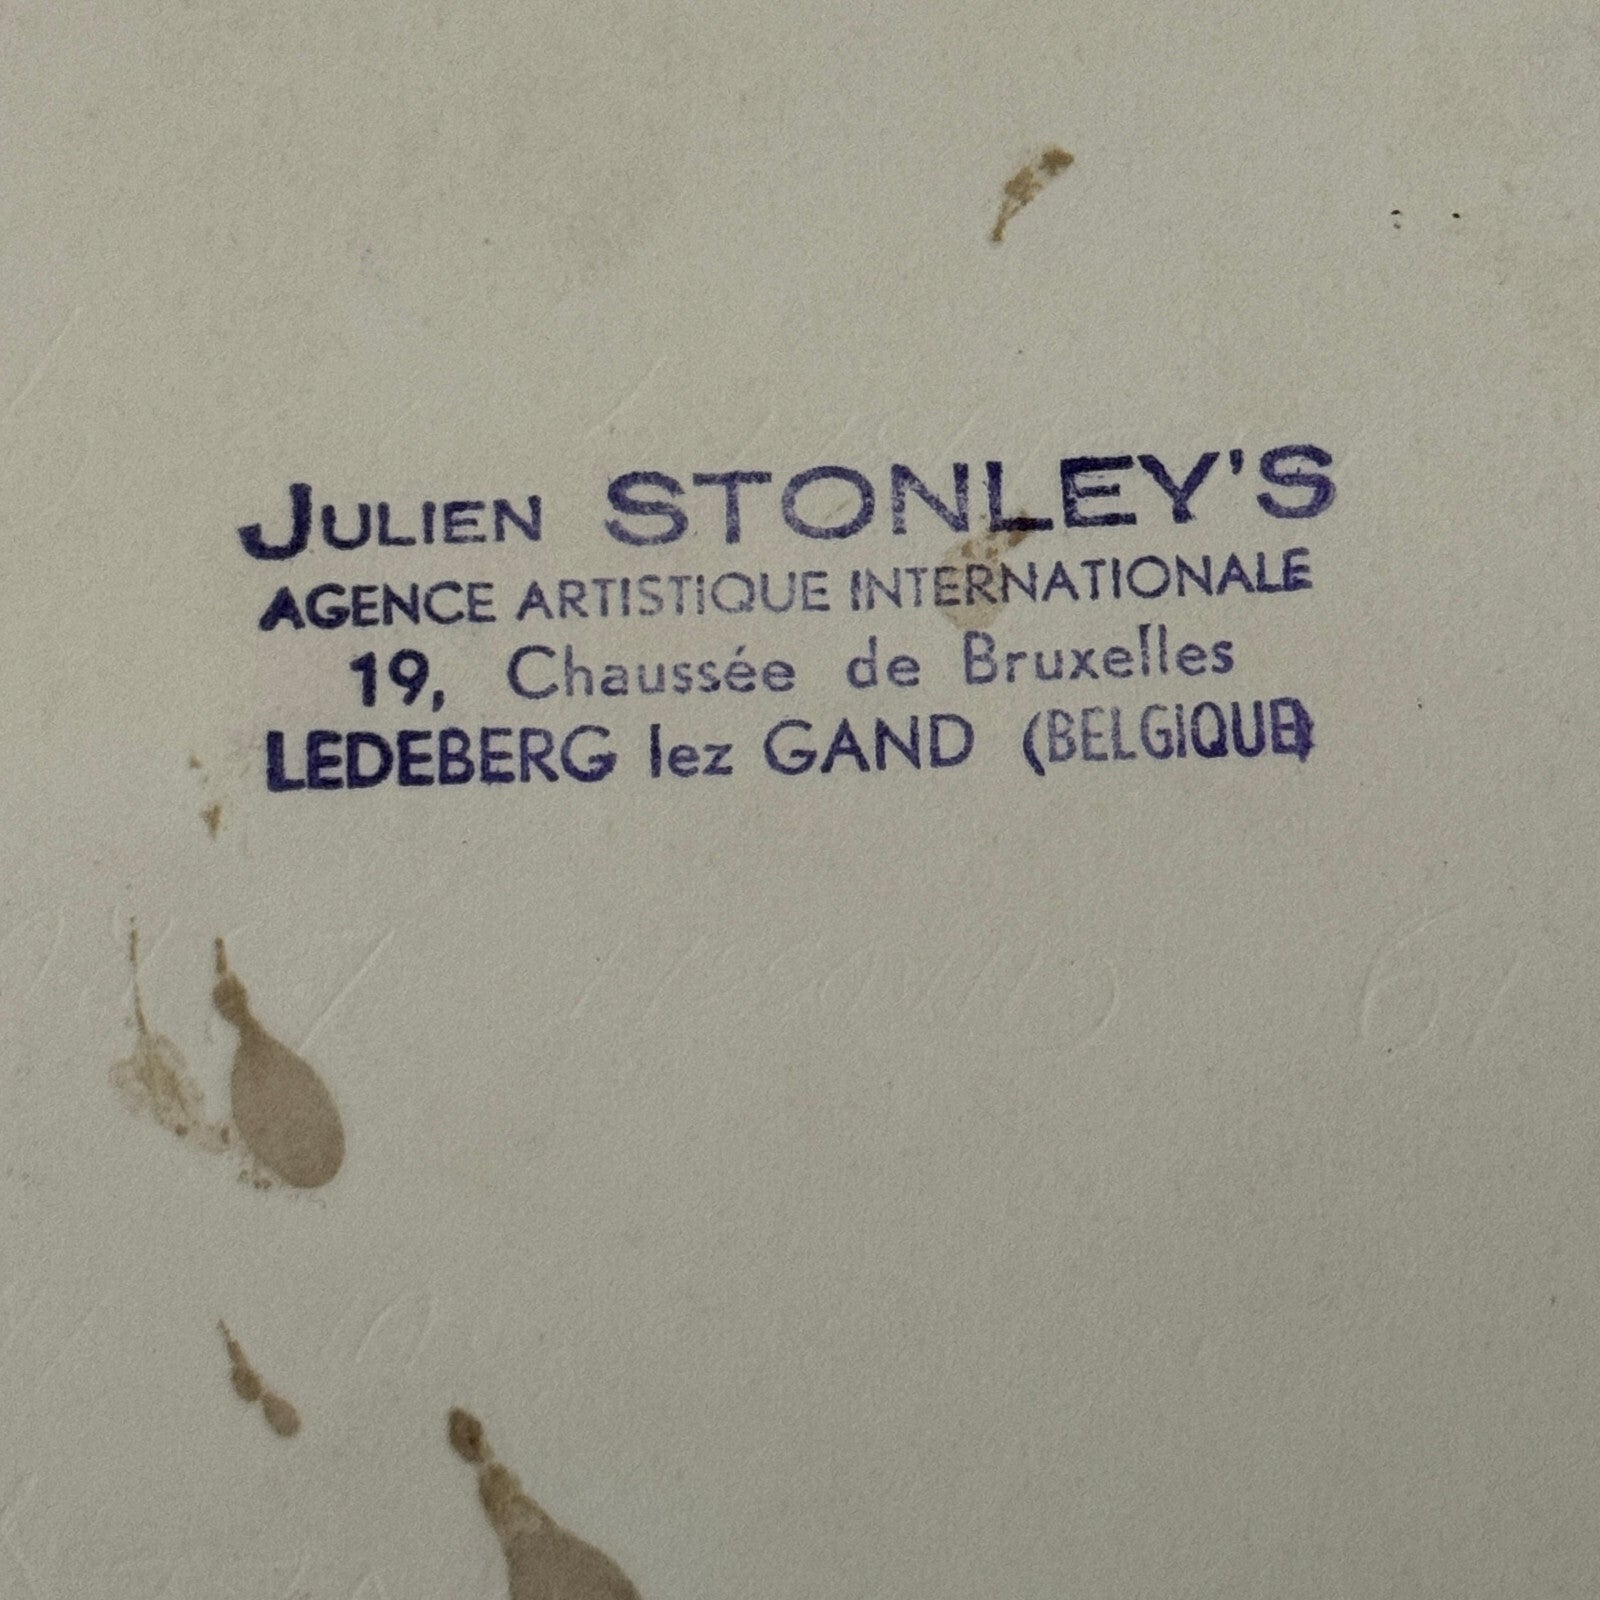 JULIEN STONLEY'S
AGENCE ARTISTIQUE INTERNATIONALE
19, Chaussée de Bruxelles
LEDEBERG lez GAND (BELGIQUE)